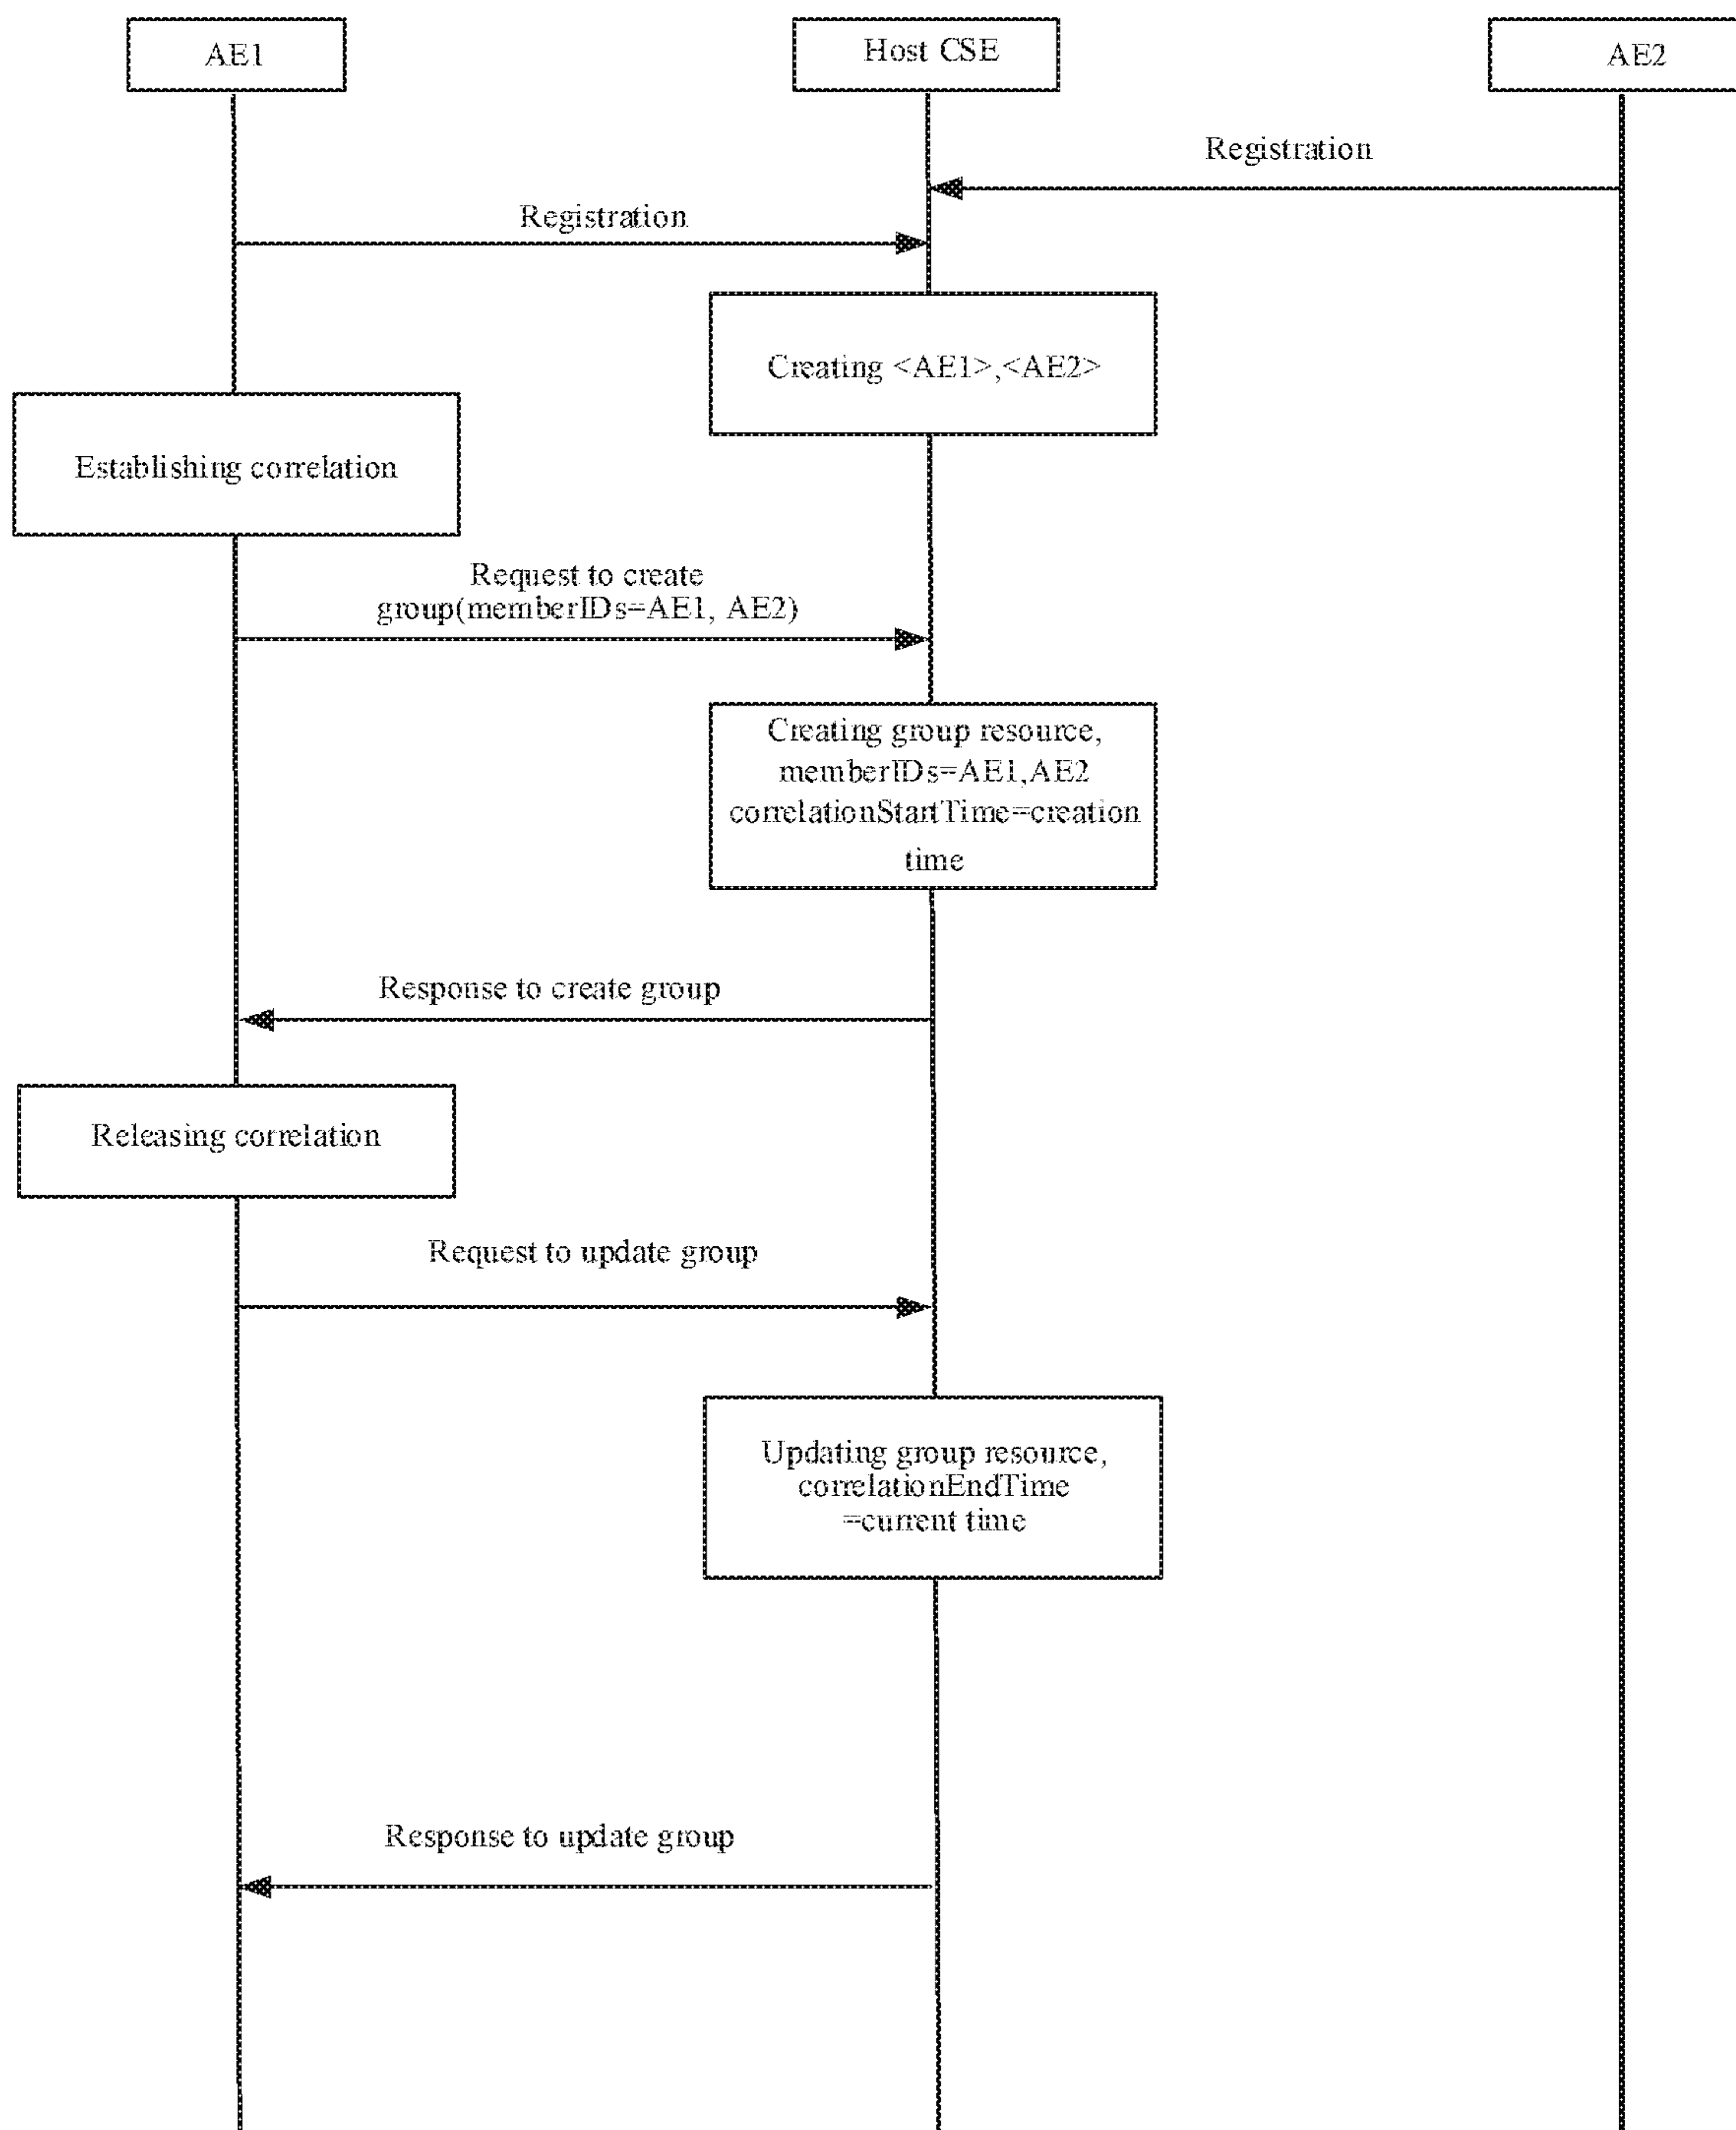 AE1
Host CSE
AE2
Registration
Registration
Creating <AE1>,<AE2>
Establishing correlation
Request to create
group(memberIDs=AE1, AE2)
Creating group resource,
memberIDs=AE1,AE2
correlationStartTime=creation
time
Response to create group
Releasing correlation
Request to update group
Updating group resource,
correlationEndTime
=current time
Response to update group